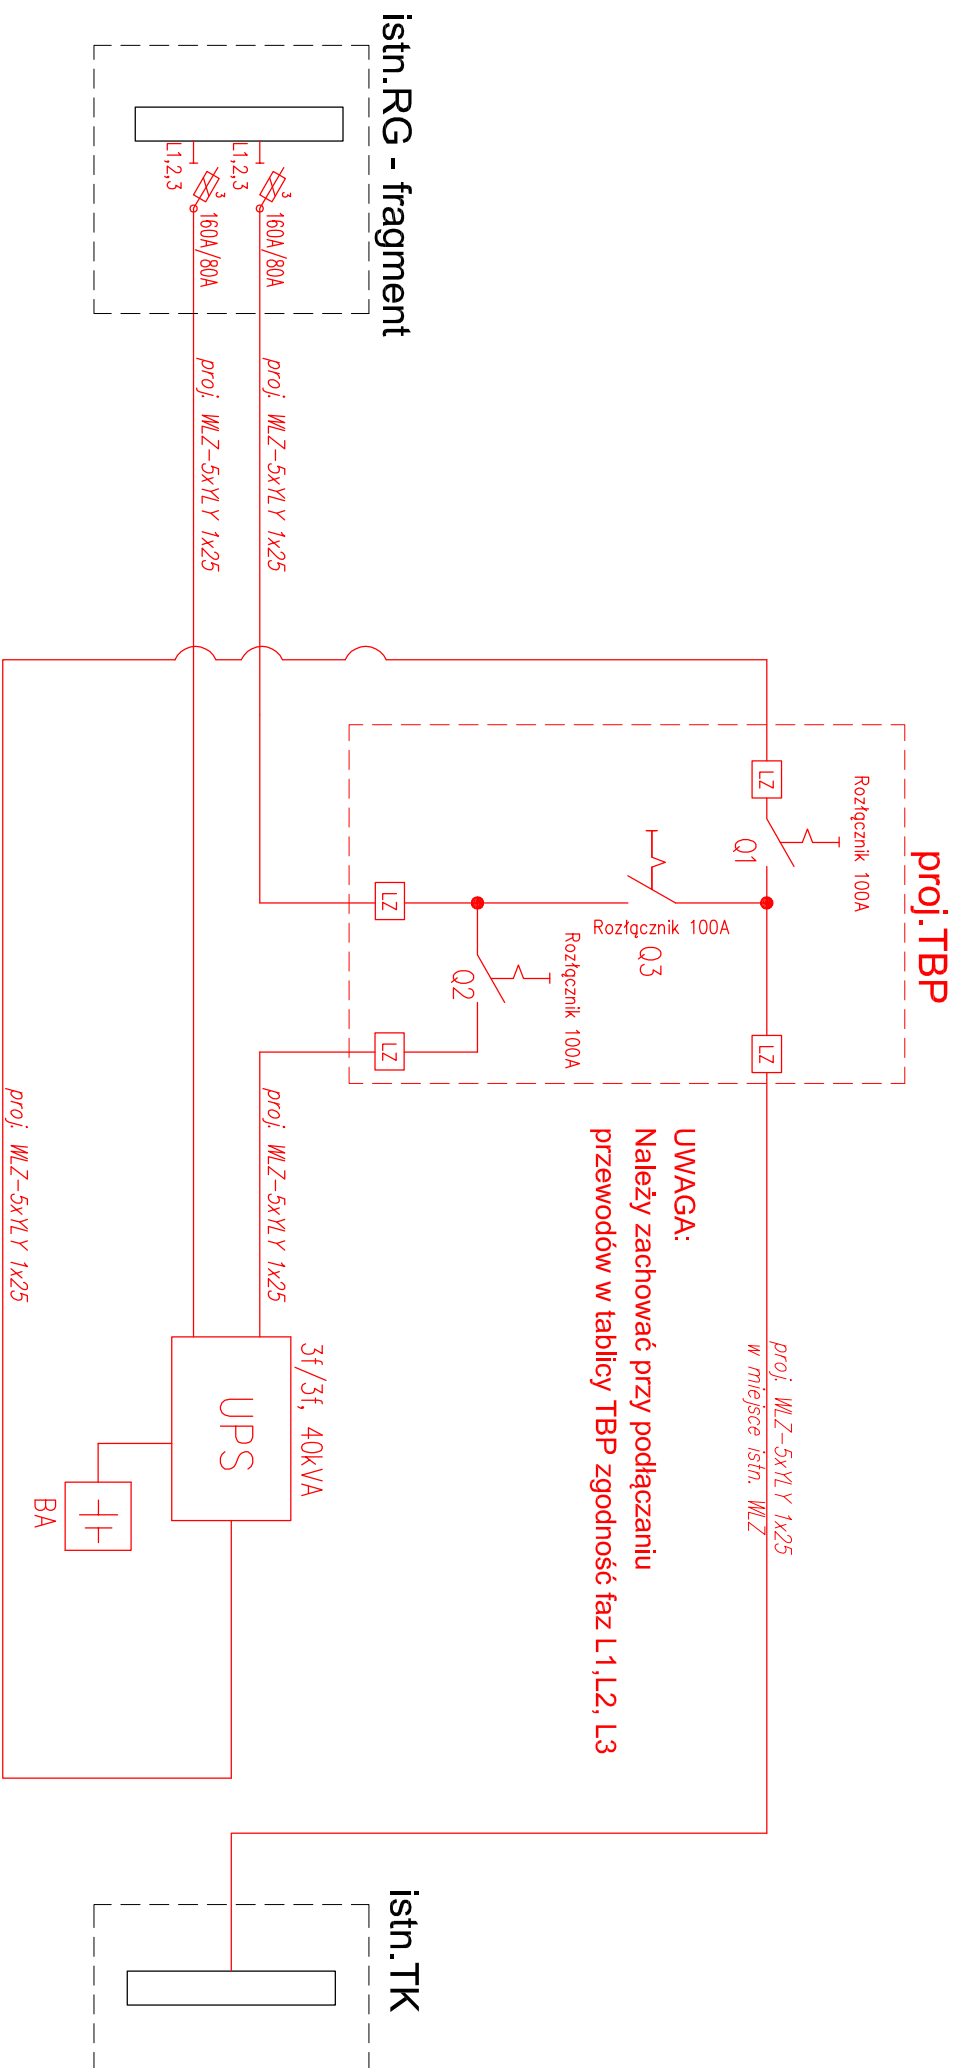 istn.RG - fragment
L1,2,3
3
160A/80A
L1,2,3
3
160A/80A
proj. WLZ-5xYLY 1x25
proj. WLZ-5xYLY 1x25
proj.TBP
Rozłącznik 100A
LZ
Q1
LZ
Rozłącznik 100A
Q3
LZ
Rozłącznik 100A
Q2
LZ
UWAGA:
Należy zachować przy podłączaniu
przewodów w tablicy TBP zgodność faz L1,L2, L3
proj. WLZ-5xYLY 1x25
w miejsce istn. WLZ
proj. WLZ-5xYLY 1x25
proj. WLZ-5xYLY 1x25
3f/3f, 40kVA
UPS
BA
istn.TK